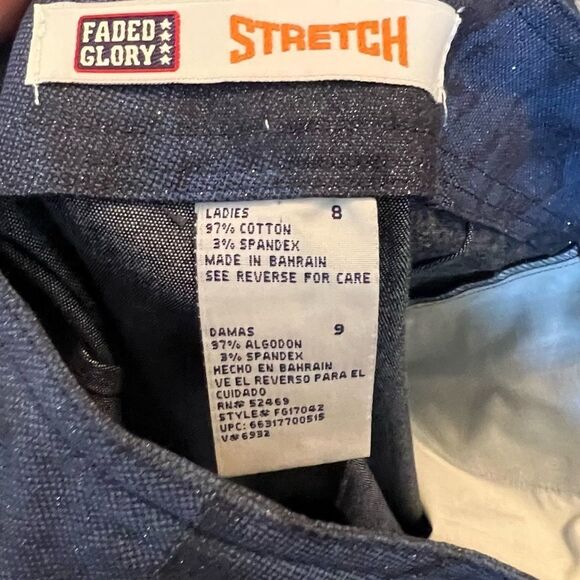 FADED
GLORY
STRETCH
LADIES 8
97% COTTON
3% SPANDEX
MADE IN BAHRAIN
SEE REVERSE FOR CARE
DAMAS 9
97% ALGODON
3% SPANDEX
HECHO EN BAHRAIN
VE EL REVERSO PARA EL
CUIDADO
RN# 52469
STYLE# FG17042
UPC: 66317700515
V# 6932